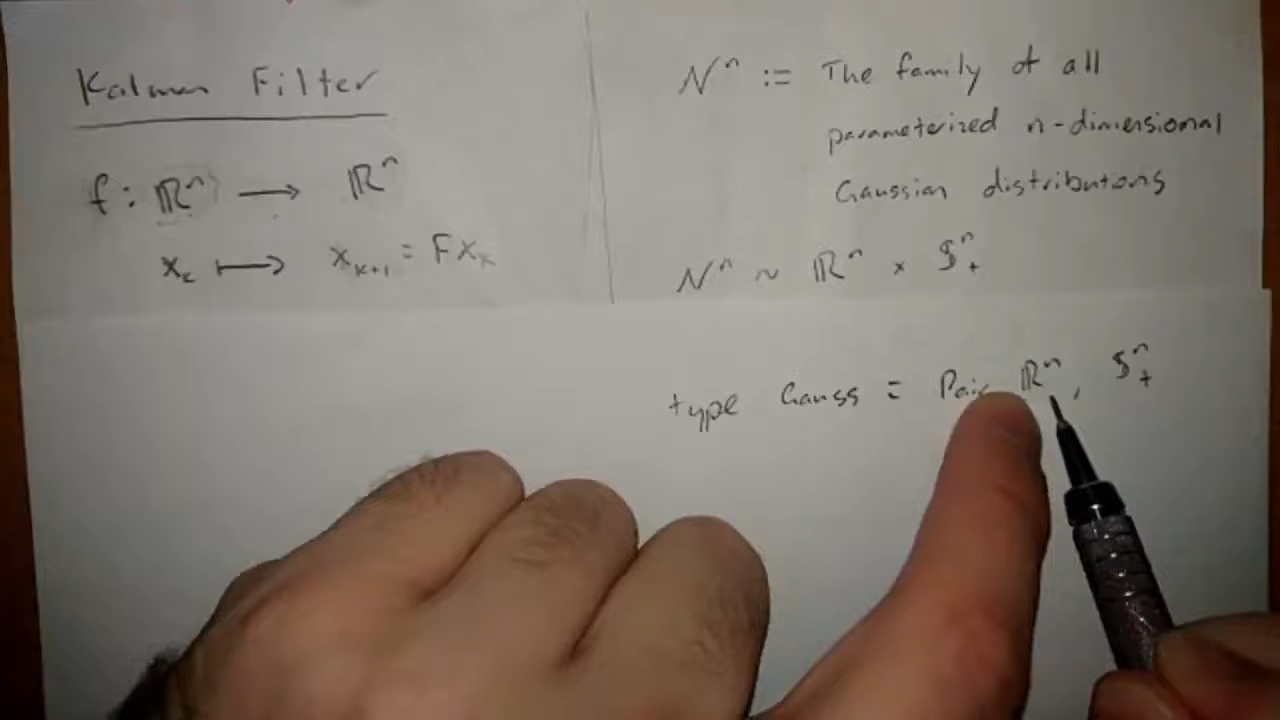 Kalman Filter
f : ℝⁿ ⟶ ℝⁿ
xₖ ⟼ xₖ₊₁ = Fxₖ
𝒩ⁿ := The family of all
parameterized n-dimensional
Gaussian distributions
𝒩ⁿ ~ ℝⁿ × 𝕊ⁿ₊
type Gauss = Pair ℝⁿ, 𝕊ⁿ₊